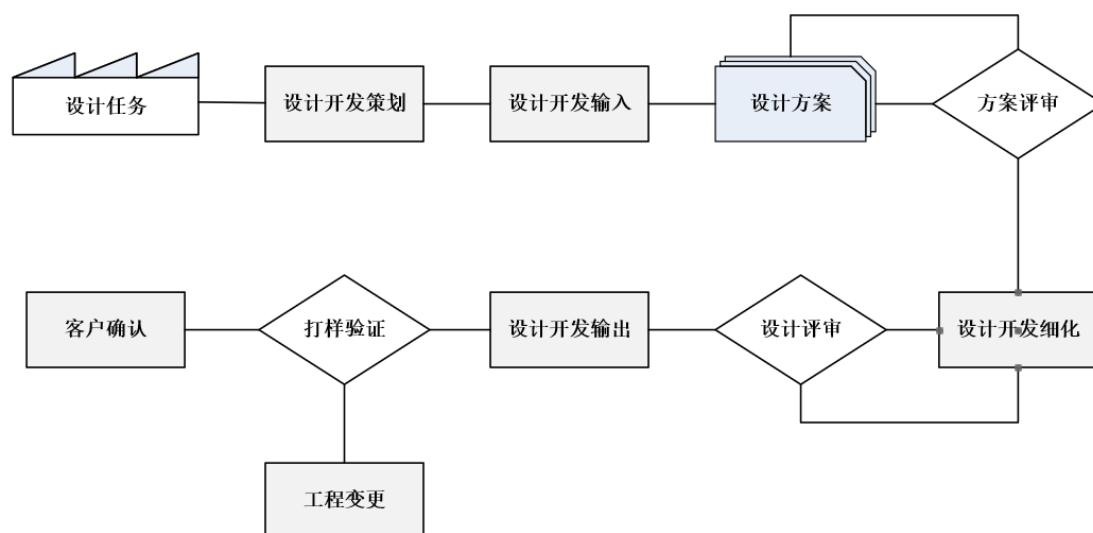 设计任务
设计开发策划
设计开发输入
设计方案
方案评审
客户确认
打样验证
设计开发输出
设计评审
设计开发细化
工程变更